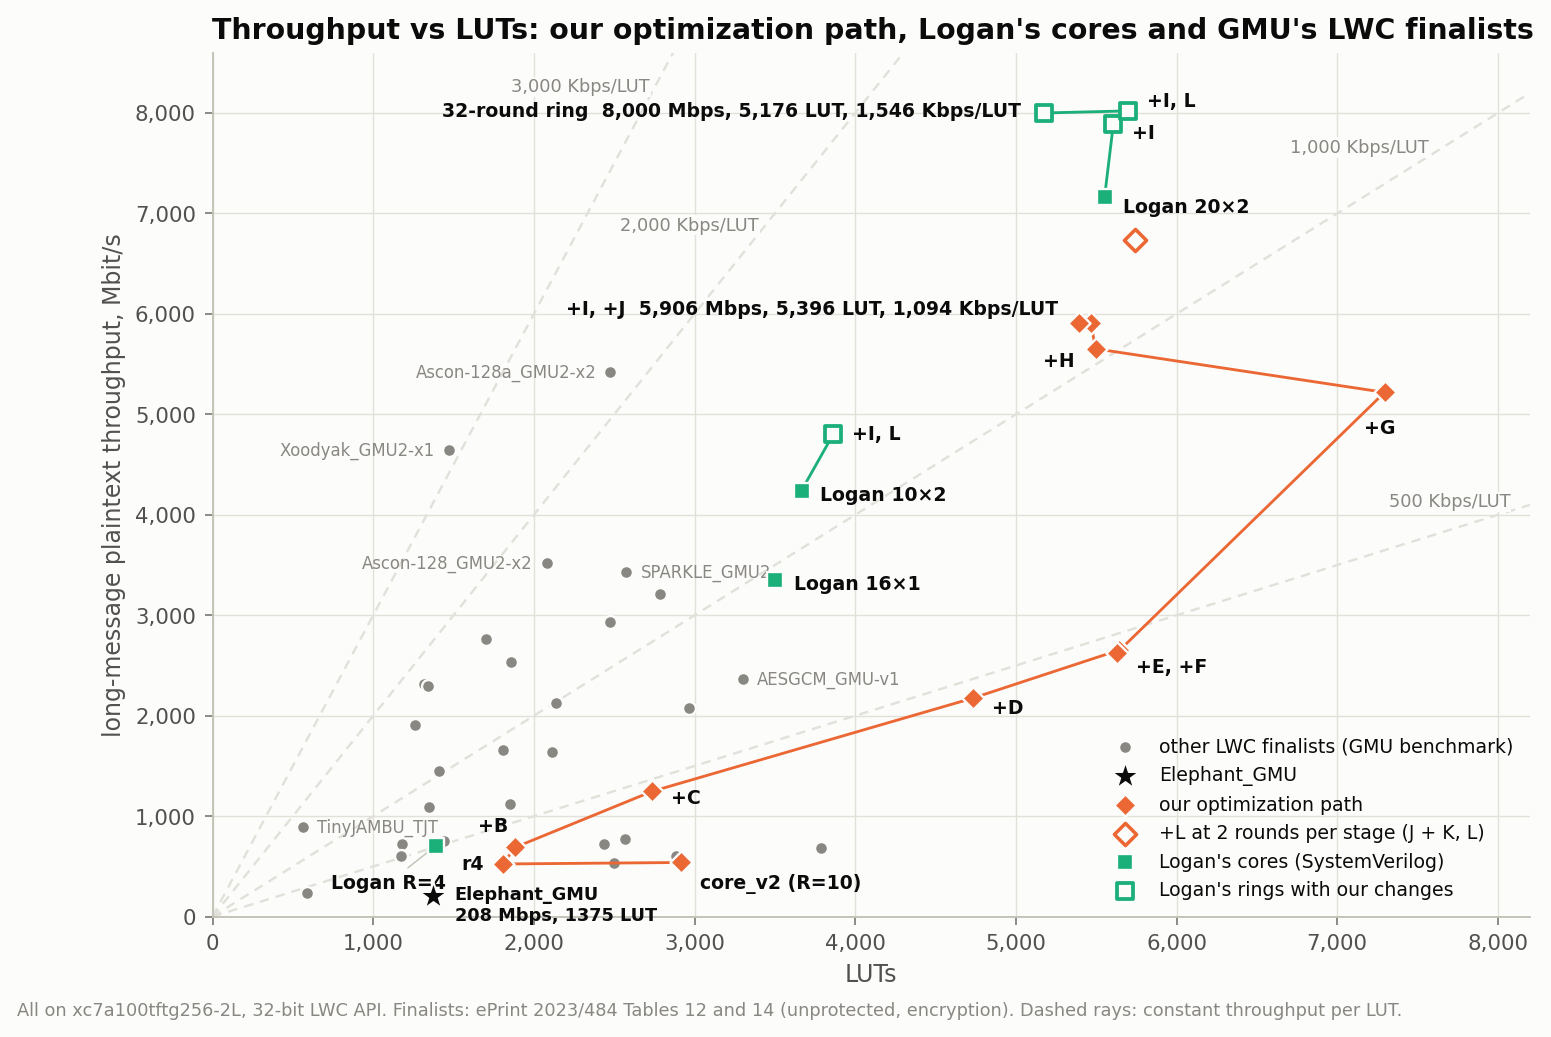 Throughput vs LUTs: our optimization path, Logan's cores and GMU's LWC finalists
3,000 Kbps/LUT
+I, L
32-round ring  8,000 Mbps, 5,176 LUT, 1,546 Kbps/LUT
8,000
+I
1,000 Kbps/LUT
Logan 20×2
7,000
2,000 Kbps/LUT
+I, +J  5,906 Mbps, 5,396 LUT, 1,094 Kbps/LUT
6,000
+H
Ascon-128a_GMU2-x2
5,000
+G
+I, L
Xoodyak_GMU2-x1
Logan 10×2
500 Kbps/LUT
4,000
Ascon-128_GMU2-x2
SPARKLE_GMU2
Logan 16×1
3,000
+E, +F
AESGCM_GMU-v1
+D
2,000
+C
1,000
+B
TinyJAMBU_TJT
r4
Logan R=4
core_v2 (R=10)
Elephant_GMU
208 Mbps, 1375 LUT
0
long-message plaintext throughput, Mbit/s
other LWC finalists (GMU benchmark)
Elephant_GMU
our optimization path
+L at 2 rounds per stage (J + K, L)
Logan's cores (SystemVerilog)
Logan's rings with our changes
0 1,000 2,000 3,000 4,000 5,000 6,000 7,000 8,000
LUTs
All on xc7a100tftg256-2L, 32-bit LWC API. Finalists: ePrint 2023/484 Tables 12 and 14 (unprotected, encryption). Dashed rays: constant throughput per LUT.